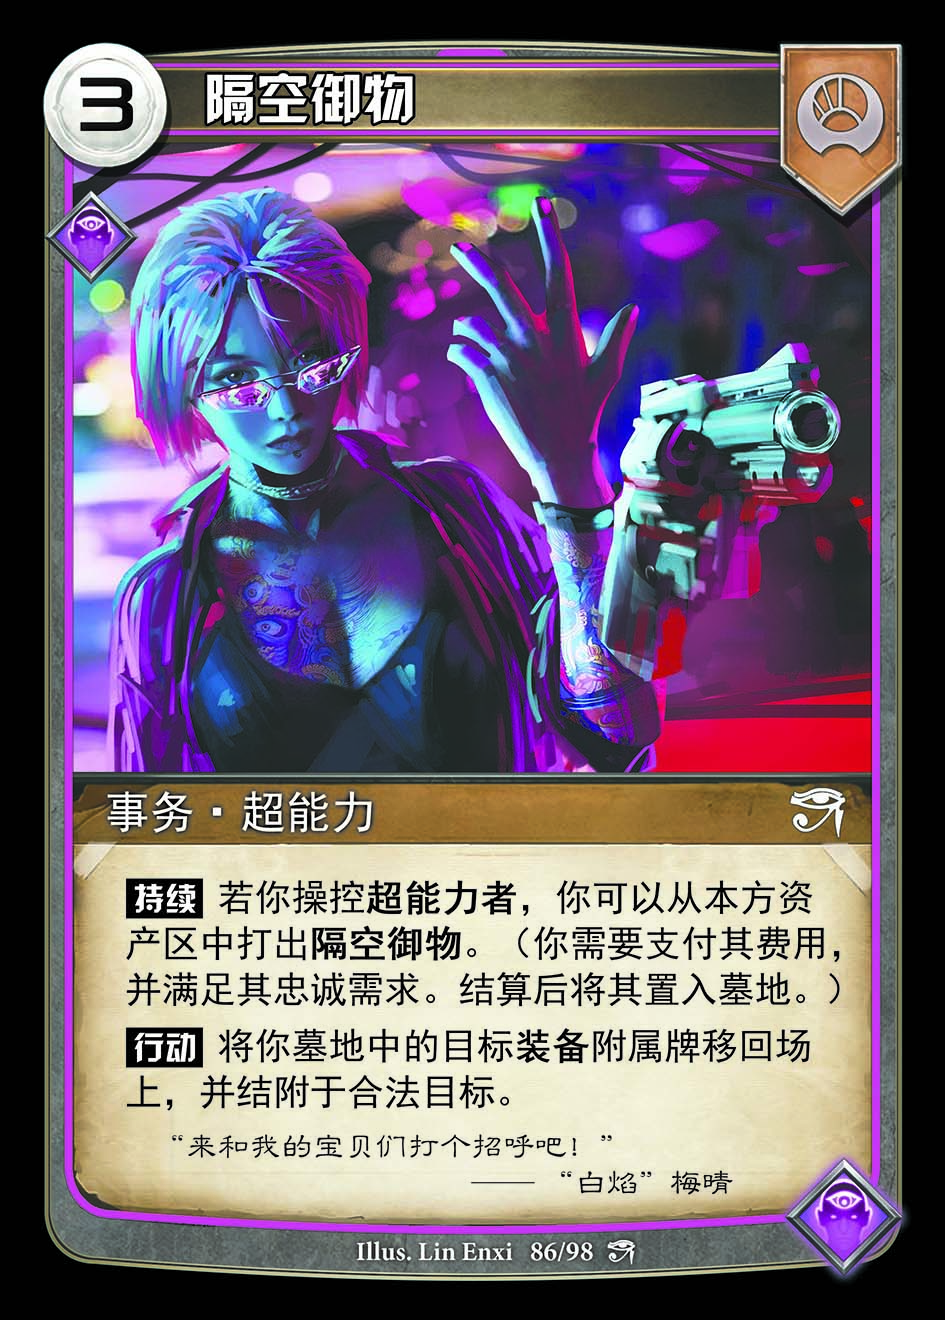 3
隔空御物
事务·超能力
持续 若你操控超能力者，你可以从本方资
产区中打出隔空御物。（你需要支付其费用，
并满足其忠诚需求。结算后将其置入墓地。）
行动 将你墓地中的目标装备附属牌移回场
上，并结附于合法目标。
“来和我的宝贝们打个招呼吧！”
——“白焰”梅晴
Illus. Lin Enxi 86/98